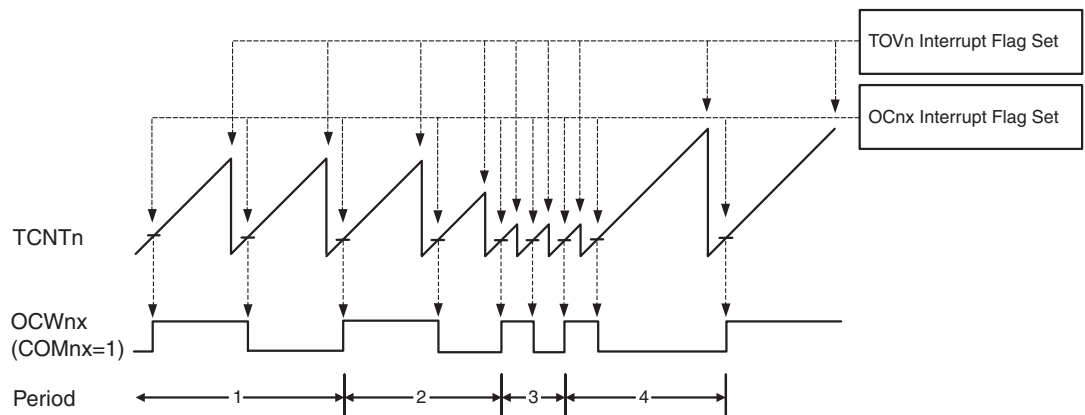 TOVn Interrupt Flag Set
OCnx Interrupt Flag Set
TCNTn
OCWnx
(COMnx=1)
Period
1
2
3
4